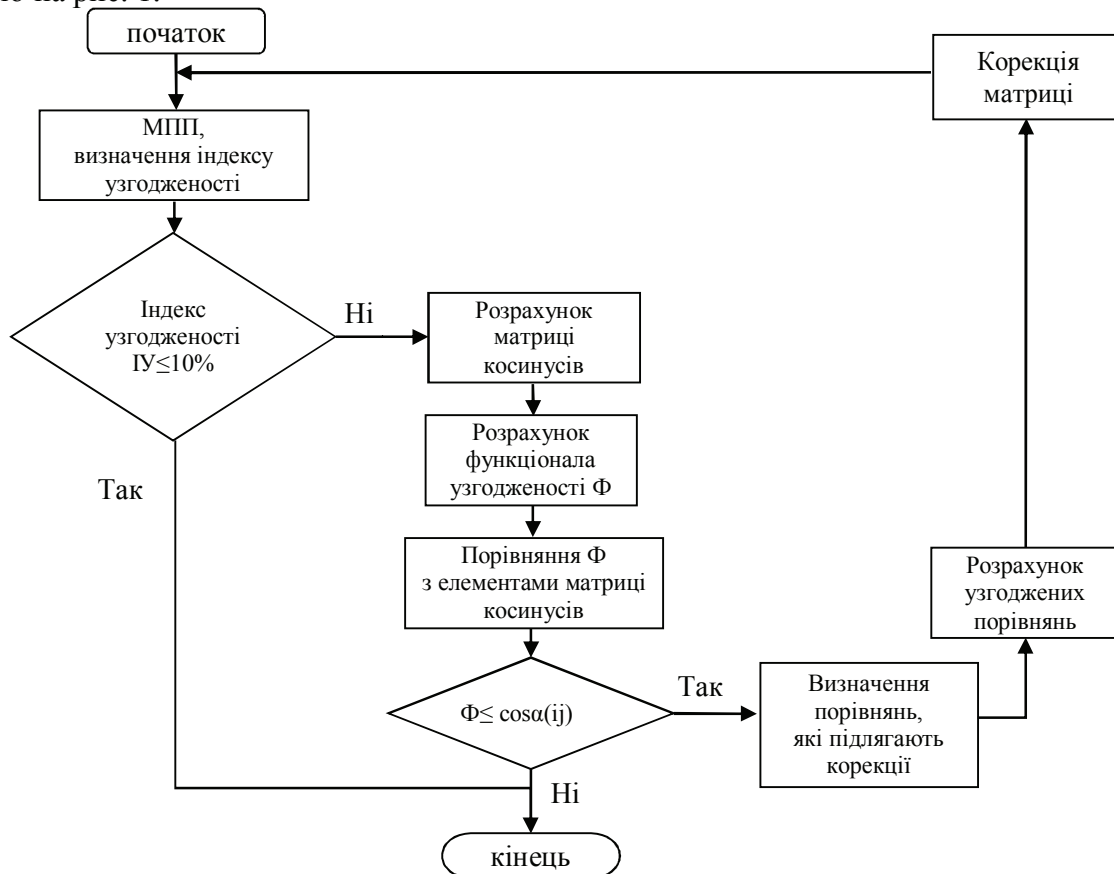 початок
Корекція
матриці
МПП,
визначення індексу
узгодженості
Індекс
узгодженості
ІУ≤10%
Ні
Розрахунок
матриці
косинусів
Розрахунок
функціонала
узгодженості Ф
Так
Порівняння Ф
з елементами матриці
косинусів
Розрахунок
узгоджених
порівнянь
Ф≤ cosα(ij)
Так
Визначення
порівнянь,
які підлягають
корекції
Ні
кінець